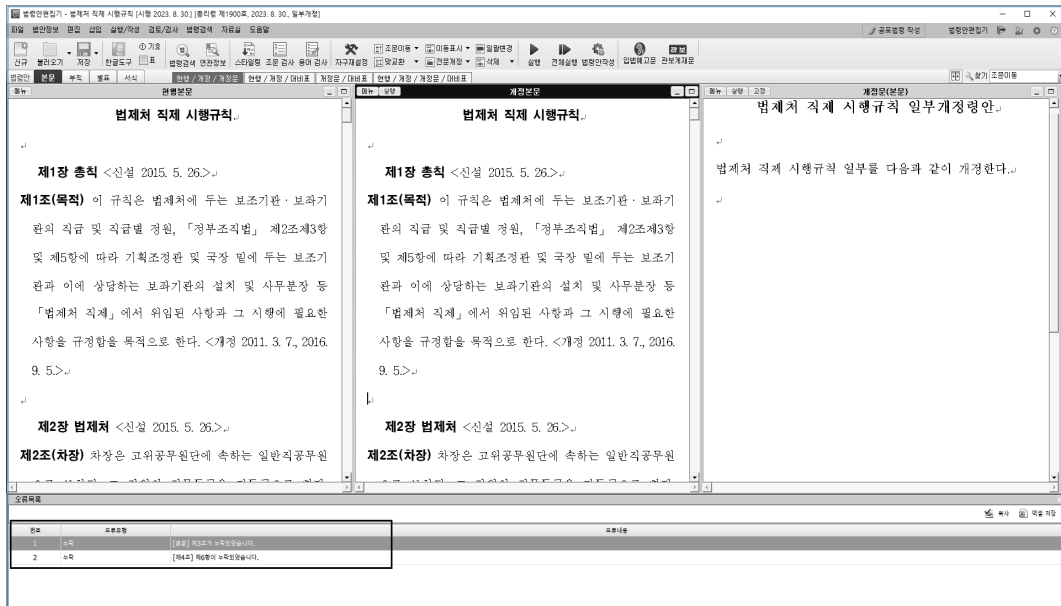 법령안편집기 - 법제처 직제 시행규칙 [시행 2023. 8. 30.] [총리령 제1900호, 2023. 8. 30., 일부개정]
파일 법안정보 편집 삽입 실행/작성 검토/검사 법령검색 자료실 도움말
공포법령 작성 법령안편집기
신규 불러오기 저장 한글도구 ① 기호 표 법령검색 연관정보 스타일링 조문 검사 용어 검사 자구재설정 조문이동 이동표시 일괄변경
맞교환 전문개정 삭제 실행 전체실행 법령안작성 입법예고문 관보게재문
법령안 본문 부칙 별표 서식 현행 / 개정 / 개정문 현행 / 개정 / 대비표 개정문 / 대비표 현행 / 개정 / 개정문 / 대비표 찾기 조문이동
메뉴 현행본문
법제처 직제 시행규칙
제1장 총칙 <신설 2015. 5. 26.>
제1조(목적) 이 규칙은 법제처에 두는 보조기관ㆍ보좌기
관의 직급 및 직급별 정원, 「정부조직법」 제2조제3항
및 제5항에 따라 기획조정관 및 국장 밑에 두는 보조기
관과 이에 상당하는 보좌기관의 설치 및 사무분장 등
「법제처 직제」에서 위임된 사항과 그 시행에 필요한
사항을 규정함을 목적으로 한다. <개정 2011. 3. 7., 2016.
9. 5.>
제2장 법제처 <신설 2015. 5. 26.>
제2조(차장) 차장은 고위공무원단에 속하는 일반직공무원
메뉴 실행 개정본문
법제처 직제 시행규칙
제1장 총칙 <신설 2015. 5. 26.>
제1조(목적) 이 규칙은 법제처에 두는 보조기관ㆍ보좌기
관의 직급 및 직급별 정원, 「정부조직법」 제2조제3항
및 제5항에 따라 기획조정관 및 국장 밑에 두는 보조기
관과 이에 상당하는 보좌기관의 설치 및 사무분장 등
「법제처 직제」에서 위임된 사항과 그 시행에 필요한
사항을 규정함을 목적으로 한다. <개정 2011. 3. 7., 2016.
9. 5.>
제2장 법제처 <신설 2015. 5. 26.>
제2조(차장) 차장은 고위공무원단에 속하는 일반직공무원
메뉴 실행 고정 개정문(본문)
법제처 직제 시행규칙 일부개정령안
법제처 직제 시행규칙 일부를 다음과 같이 개정한다.
오류목록
복사 엑셀 저장
번호 오류유형 오류내용
1 누락 [본문] 제3조가 누락되었습니다.
2 누락 [제4조] 제6항이 누락되었습니다.